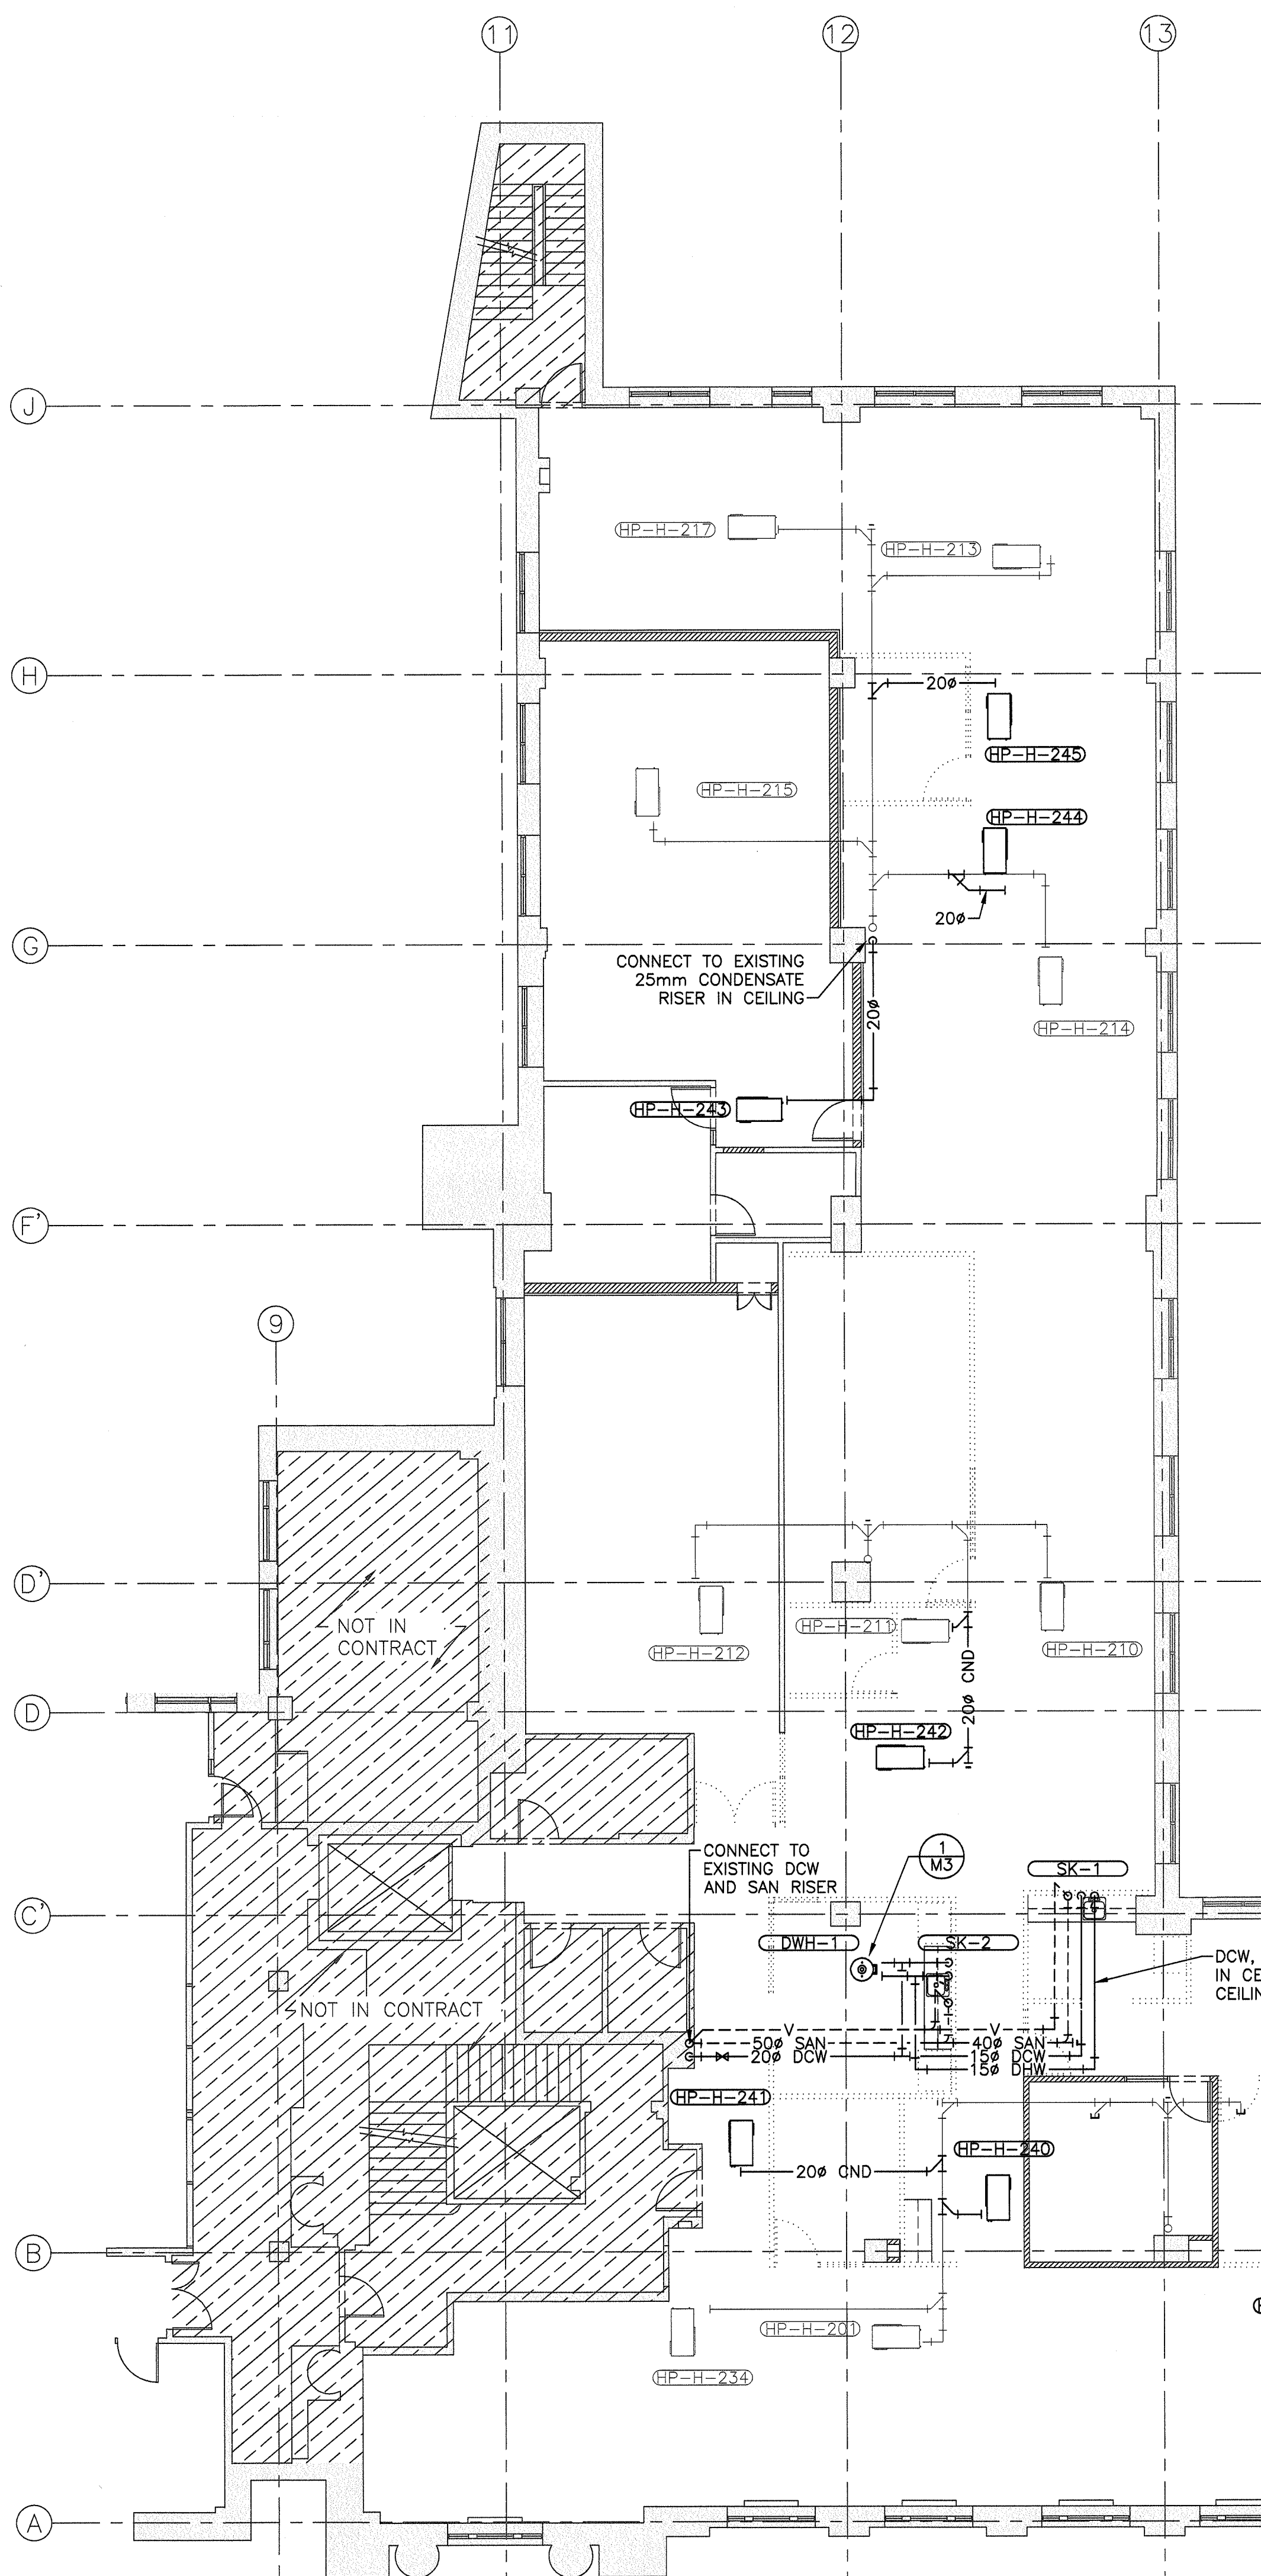 11
12
13
J
HP-H-217
HP-H-213
H
20ø
HP-H-245
HP-H-215
HP-H-244
20ø
G
CONNECT TO EXISTING
25mm CONDENSATE
RISER IN CEILING
20ø
HP-H-214
HP-H-243
F'
9
D'
NOT IN
CONTRACT
HP-H-211
HP-H-212
HP-H-210
20ø CND
D
HP-H-242
CONNECT TO
EXISTING DCW
AND SAN RISER
1
M3
SK-1
C'
DWH-1
SK-2
DCW,
IN CE
CEILIN
NOT IN CONTRACT
V
V
50ø SAN
40ø SAN
20ø DCW
15ø DCW
15ø DHW
HP-H-241
HP-H-240
20ø CND
B
HP-H-201
HP-H-234
A